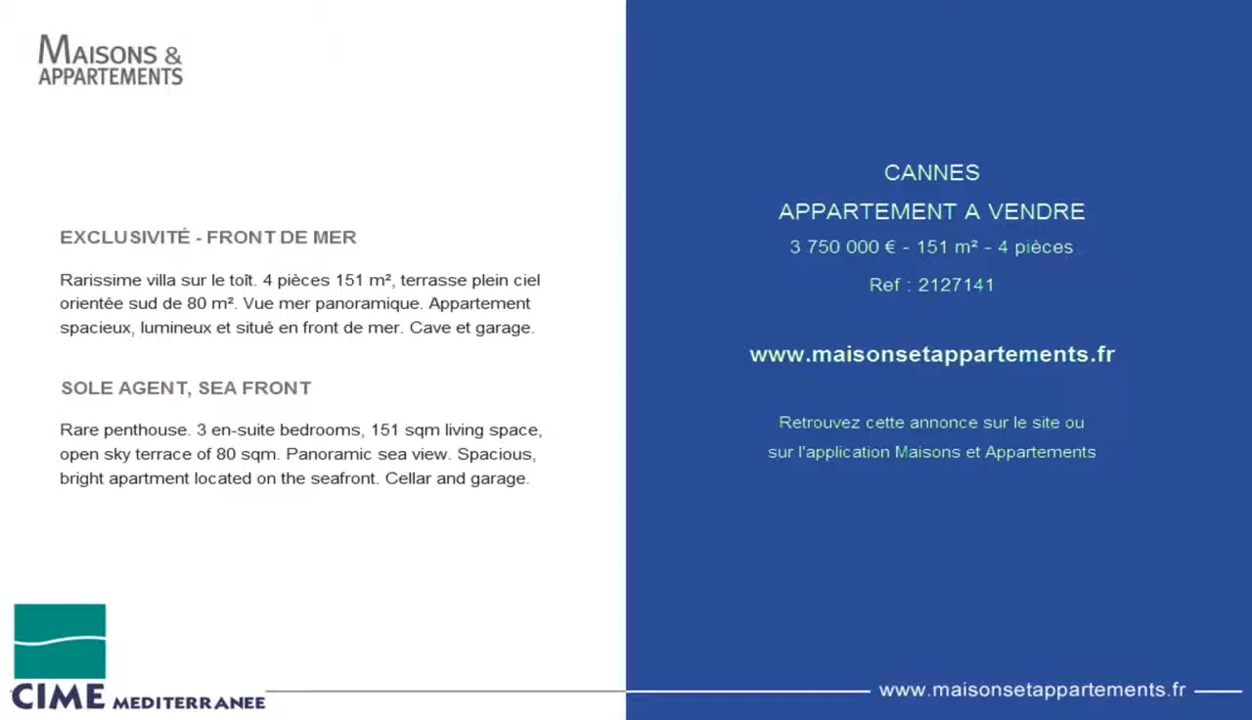 MAISONS &
APPARTEMENTS
EXCLUSIVITÉ - FRONT DE MER
Rarissime villa sur le toît. 4 pièces 151 m², terrasse plein ciel
orientée sud de 80 m². Vue mer panoramique. Appartement
spacieux, lumineux et situé en front de mer. Cave et garage.
SOLE AGENT, SEA FRONT
Rare penthouse. 3 en-suite bedrooms, 151 sqm living space,
open sky terrace of 80 sqm. Panoramic sea view. Spacious,
bright apartment located on the seafront. Cellar and garage.
CIME MEDITERRANEE
CANNES
APPARTEMENT A VENDRE
3 750 000 € - 151 m² - 4 pièces
Ref : 2127141
www.maisonsetappartements.fr
Retrouvez cette annonce sur le site ou
sur l'application Maisons et Appartements
www.maisonsetappartements.fr